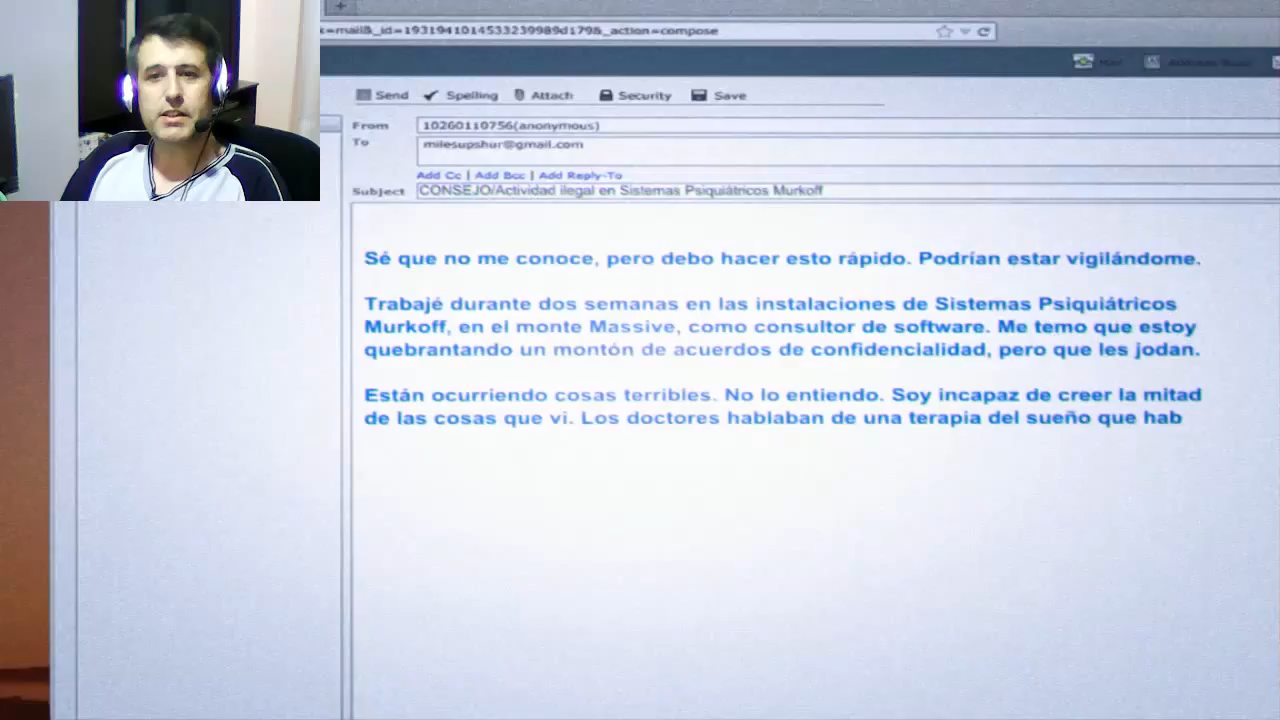 =mail&_id=1931941014533239989d179&_action=compose
Send Spelling Attach Security Save
From 10260110756(anonymous)
To milesupshur@gmail.com
Add Cc | Add Bcc | Add Reply-To
Subject CONSEJO/Actividad ilegal en Sistemas Psiquiátricos Murkoff
Sé que no me conoce, pero debo hacer esto rápido. Podrían estar vigilándome.
Trabajé durante dos semanas en las instalaciones de Sistemas Psiquiátricos
Murkoff, en el monte Massive, como consultor de software. Me temo que estoy
quebrantando un montón de acuerdos de confidencialidad, pero que les jodan.
Están ocurriendo cosas terribles. No lo entiendo. Soy incapaz de creer la mitad
de las cosas que vi. Los doctores hablaban de una terapia del sueño que hab